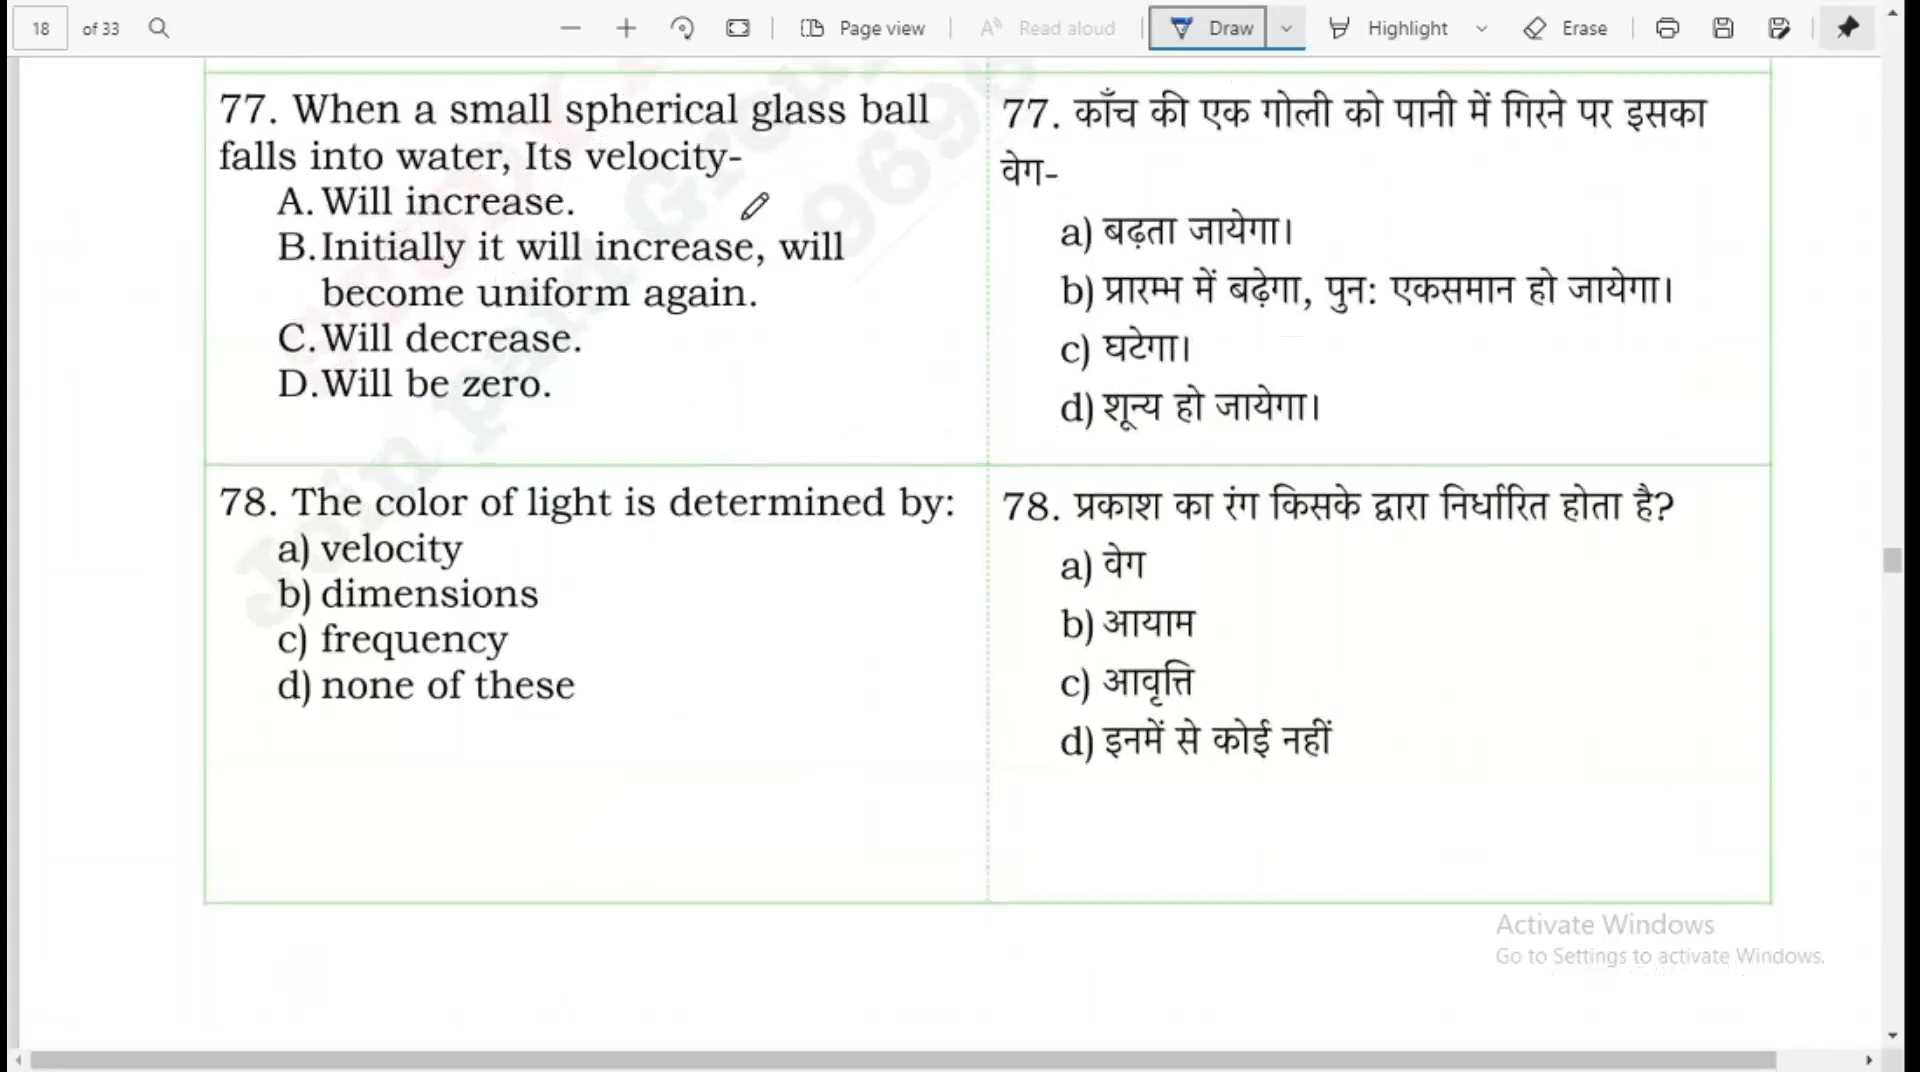 18 of 33 Page view Read aloud Draw Highlight Erase
77. When a small spherical glass ball
falls into water, Its velocity-
A. Will increase.
B. Initially it will increase, will
become uniform again.
C. Will decrease.
D. Will be zero.
77. काँच की एक गोली को पानी में गिरने पर इसका
वेग-
a) बढ़ता जायेगा।
b) प्रारम्भ में बढ़ेगा, पुन: एकसमान हो जायेगा।
c) घटेगा।
d) शून्य हो जायेगा।
78. The color of light is determined by:
a) velocity
b) dimensions
c) frequency
d) none of these
78. प्रकाश का रंग किसके द्वारा निर्धारित होता है?
a) वेग
b) आयाम
c) आवृत्ति
d) इनमें से कोई नहीं
Join
9696
Activate Windows
Go to Settings to activate Windows.